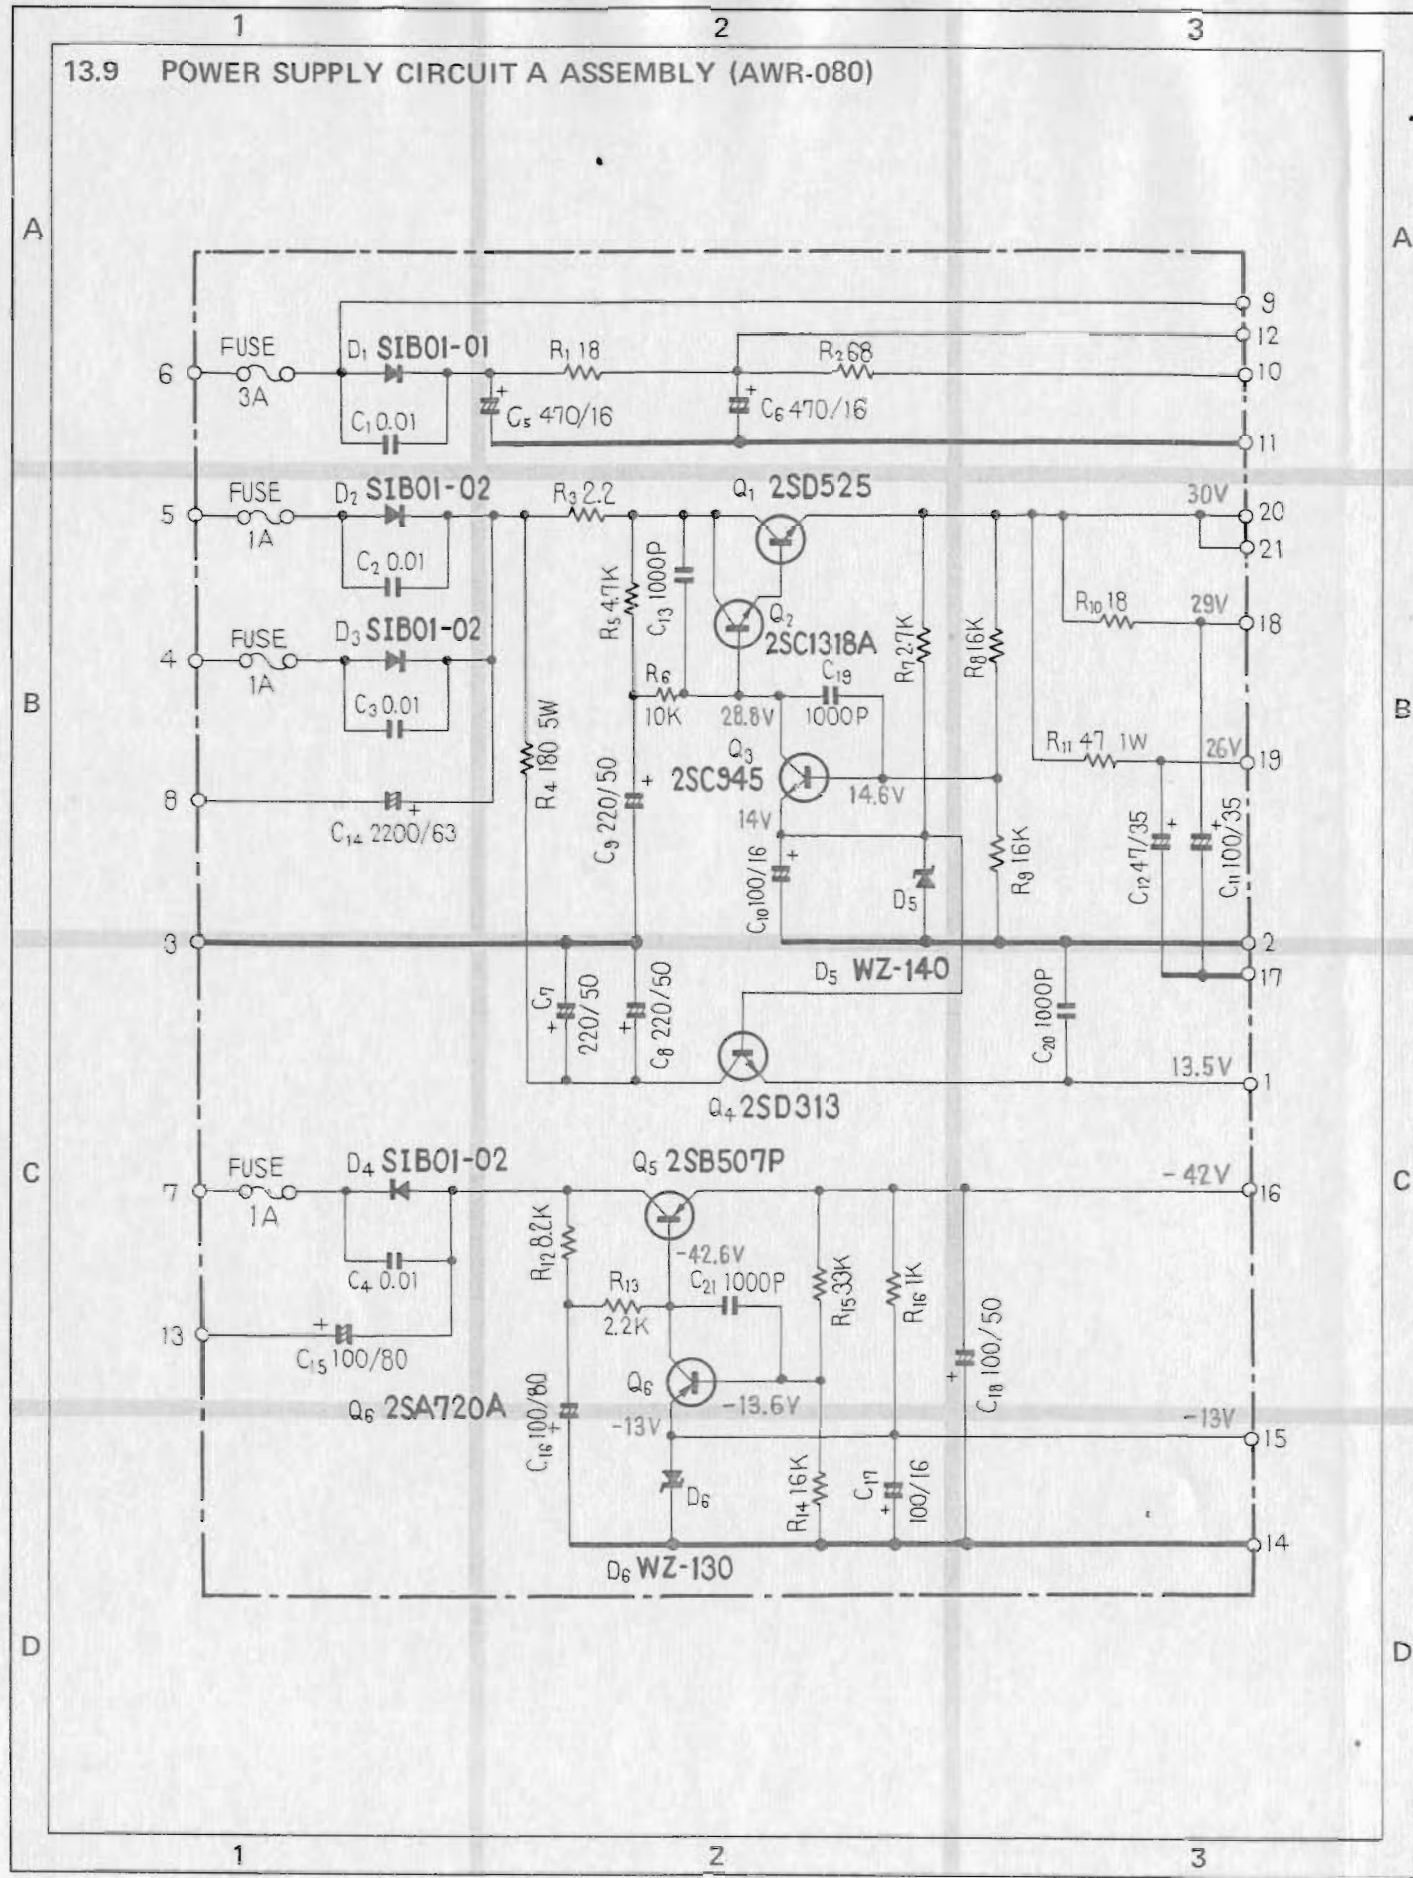 1 2 3
13.9 POWER SUPPLY CIRCUIT A ASSEMBLY (AWR-080)
A A
9
12
FUSE D1 SIB01-01 R1 18 R2 68
6 10
3A + C5 470/16 + C6 470/16
C1 0.01
11
FUSE D2 SIB01-02 R3 2.2 Q1 2SD525 30V
5 20
1A 21
C2 0.01
R5 4.7K C13 1000P
Q2 2SC1318A
R7 2.7K R8 16K
R10 18 29V
18
FUSE D3 SIB01-02
4
1A
C3 0.01
R6 10K 28.8V C19 1000P
B B
R4 180 5W
Q3 2SC945 14.6V
R11 47 1W 26V
19
8
C14 2200/63 +
C9 220/50 +
14V
C10 100/16 +
D5
R9 16K
C12 47/35 +
C11 100/35 +
3 2
D5 WZ-140
17
C7 220/50 +
C8 220/50 +
C20 1000P
13.5V
1
Q4 2SD313
C C
FUSE D4 SIB01-02 Q5 2SB507P -42V
7 16
1A
R12 8.2K
-42.6V
C4 0.01
R13 2.2K
C21 1000P
R15 33K
R16 1K
13
+ C15 100/80
C18 100/50 +
Q6
-13.6V
Q6 2SA720A
C16 100/80 +
-13V -13V
15
D6
R14 16K
C17 100/16 +
14
D6 WZ-130
D D
1 2 3